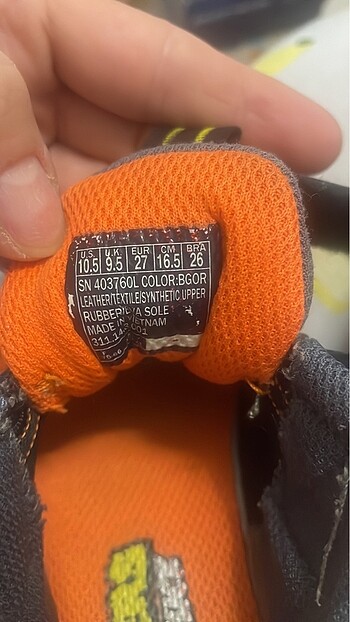 U.S. U.K. EUR CM BRA
10.5 9.5 27 16.5 26
SN 403760L COLOR:BGOR
LEATHER/TEXTILE/SYNTHETIC UPPER
RUBBER/EVA SOLE
MADE IN VIETNAM